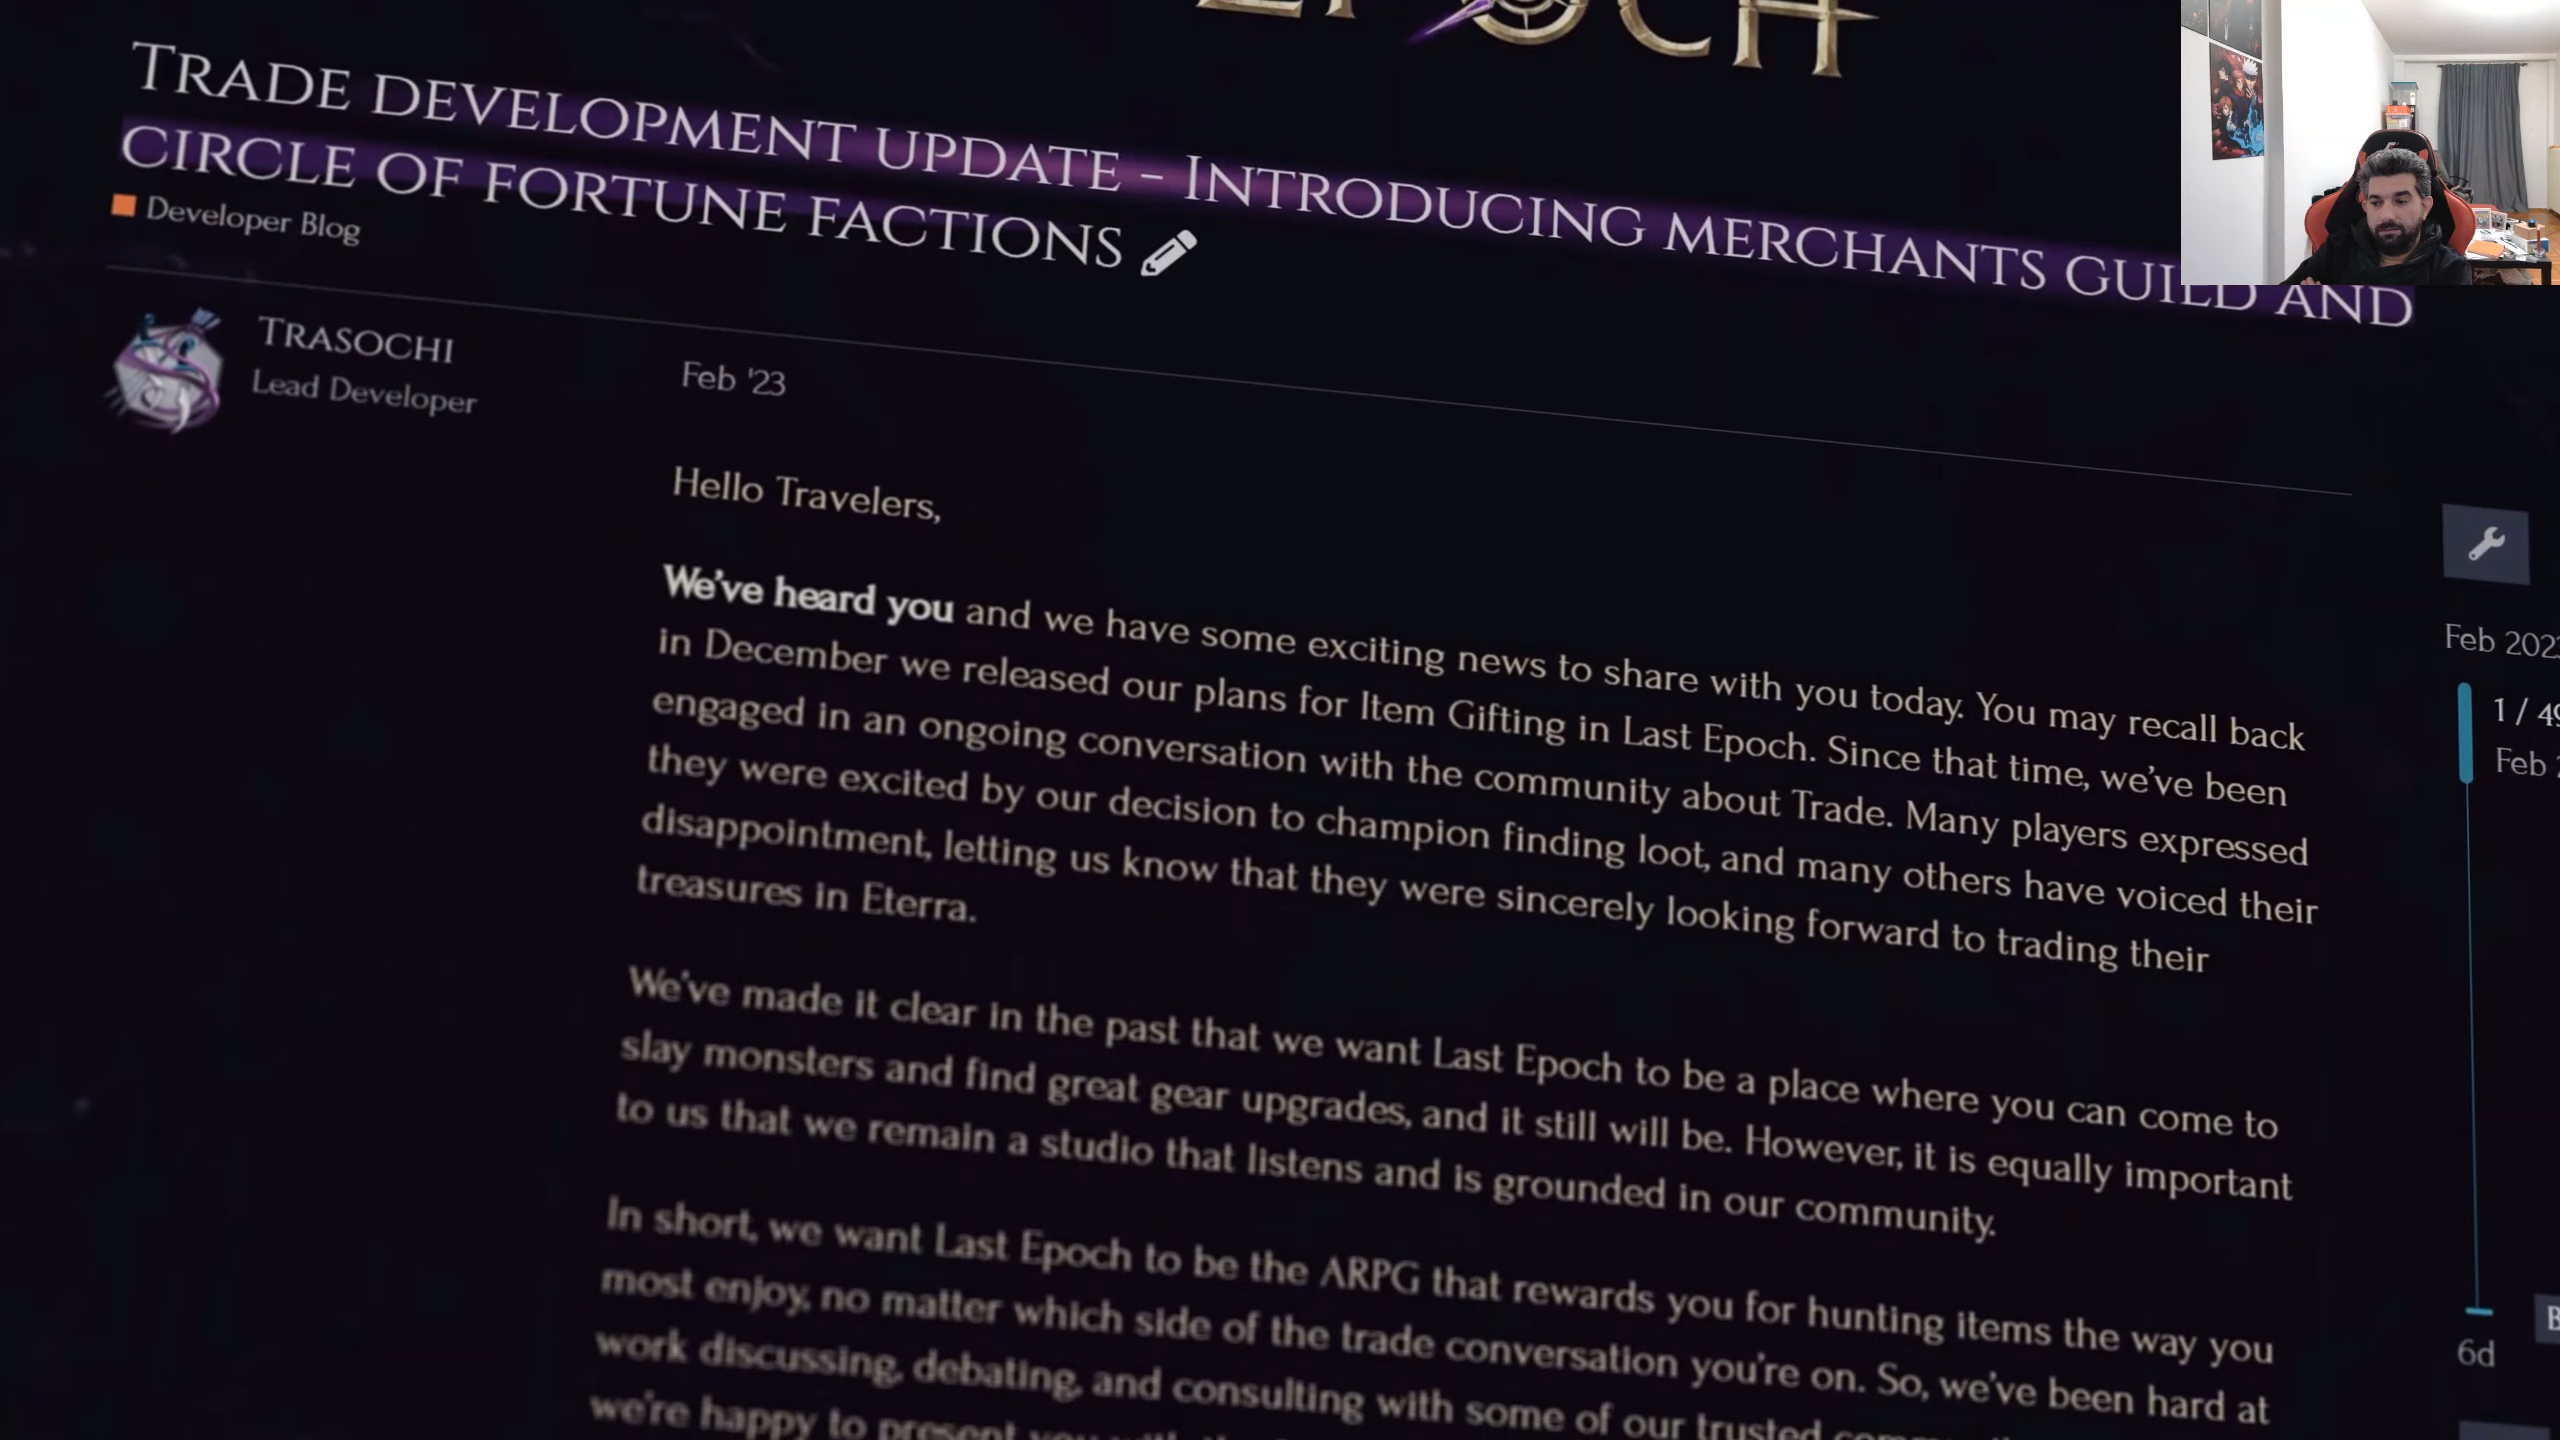 EPOCH
TRADE DEVELOPMENT UPDATE - INTRODUCING MERCHANTS GUILD AND
CIRCLE OF FORTUNE FACTIONS
Developer Blog
TRASOCHI
Lead Developer
Feb '23
Hello Travelers,
We've heard you and we have some exciting news to share with you today. You may recall back
in December we released our plans for Item Gifting in Last Epoch. Since that time, we've been
engaged in an ongoing conversation with the community about Trade. Many players expressed
they were excited by our decision to champion finding loot, and many others have voiced their
disappointment, letting us know that they were sincerely looking forward to trading their
treasures in Eterra.
We've made it clear in the past that we want Last Epoch to be a place where you can come to
slay monsters and find great gear upgrades, and it still will be. However, it is equally important
to us that we remain a studio that listens and is grounded in our community.
In short, we want Last Epoch to be the ARPG that rewards you for hunting items the way you
most enjoy, no matter which side of the trade conversation you're on. So, we've been hard at
work discussing, debating, and consulting with some of our trusted
we're happy to present you with
Feb 202
1 / 49
Feb
6d